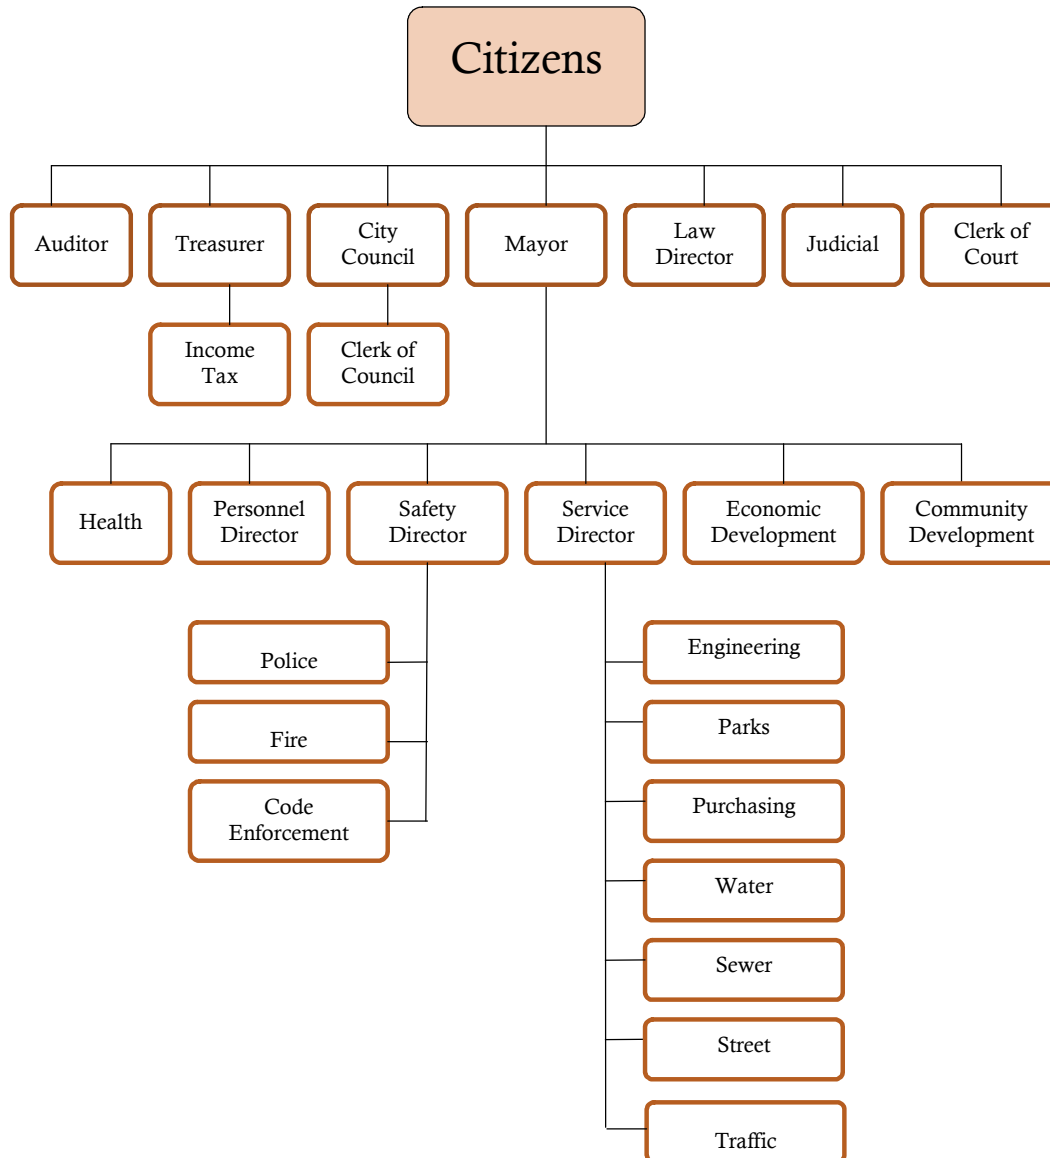 Citizens
Auditor
Treasurer
City
Council
Mayor
Law
Director
Judicial
Clerk of
Court
Income
Tax
Clerk of
Council
Health
Personnel
Director
Safety
Director
Service
Director
Economic
Development
Community
Development
Police
Fire
Code
Enforcement
Engineering
Parks
Purchasing
Water
Sewer
Street
Traffic